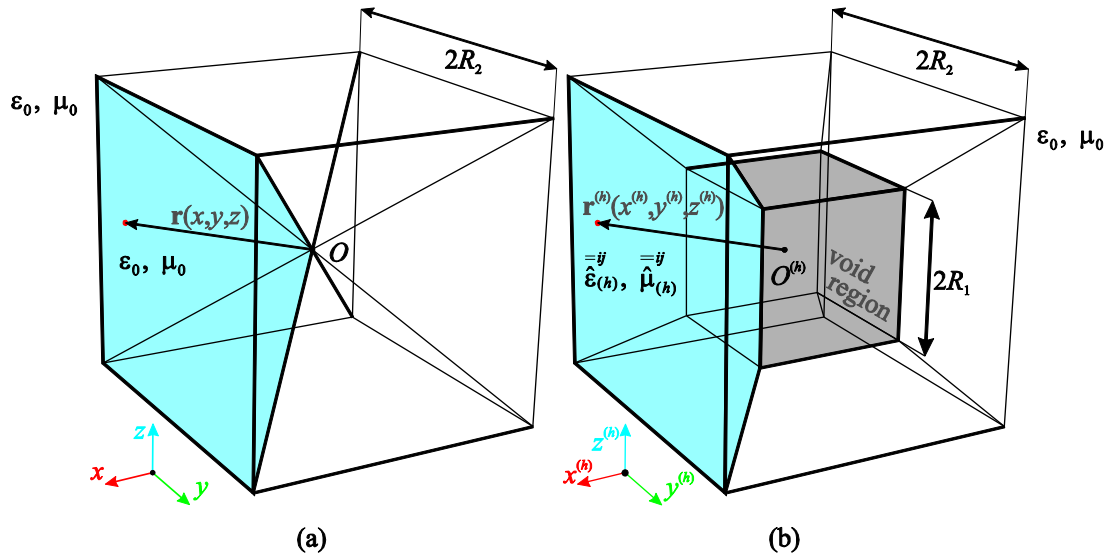 2R₂
ε₀, μ₀
r(x,y,z)
O
ε₀, μ₀
z
x
y
(a)
2R₂
ε₀, μ₀
r⁽ʰ⁾(x⁽ʰ⁾,y⁽ʰ⁾,z⁽ʰ⁾)
O⁽ʰ⁾
void
region
2R₁
= ij = ij
ε̂(h), μ̂(h)
z⁽ʰ⁾
x⁽ʰ⁾
y⁽ʰ⁾
(b)